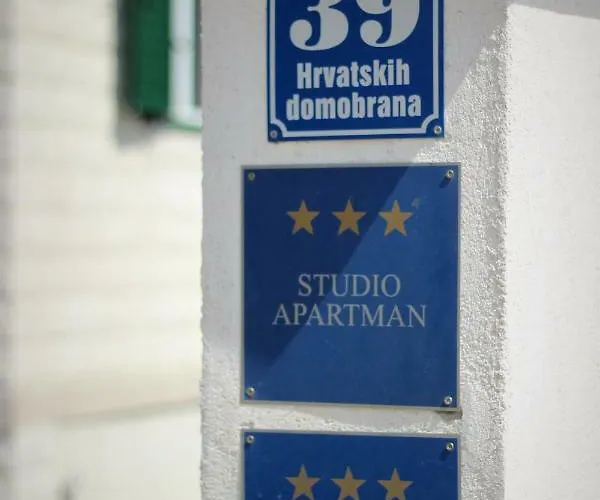 39
Hrvatskih
domobrana
STUDIO
APARTMAN